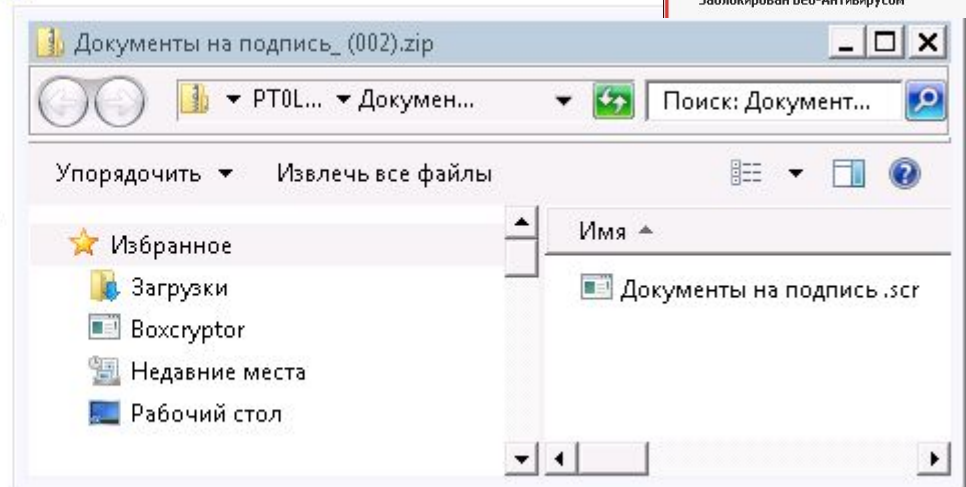 Заблокирован Веб-Антивирусом
Документы на подпись_ (002).zip
PT0L... Докумен... Поиск: Документ...
Упорядочить Извлечь все файлы
Избранное
Загрузки
Boxcryptor
Недавние места
Рабочий стол
Имя
Документы на подпись .scr